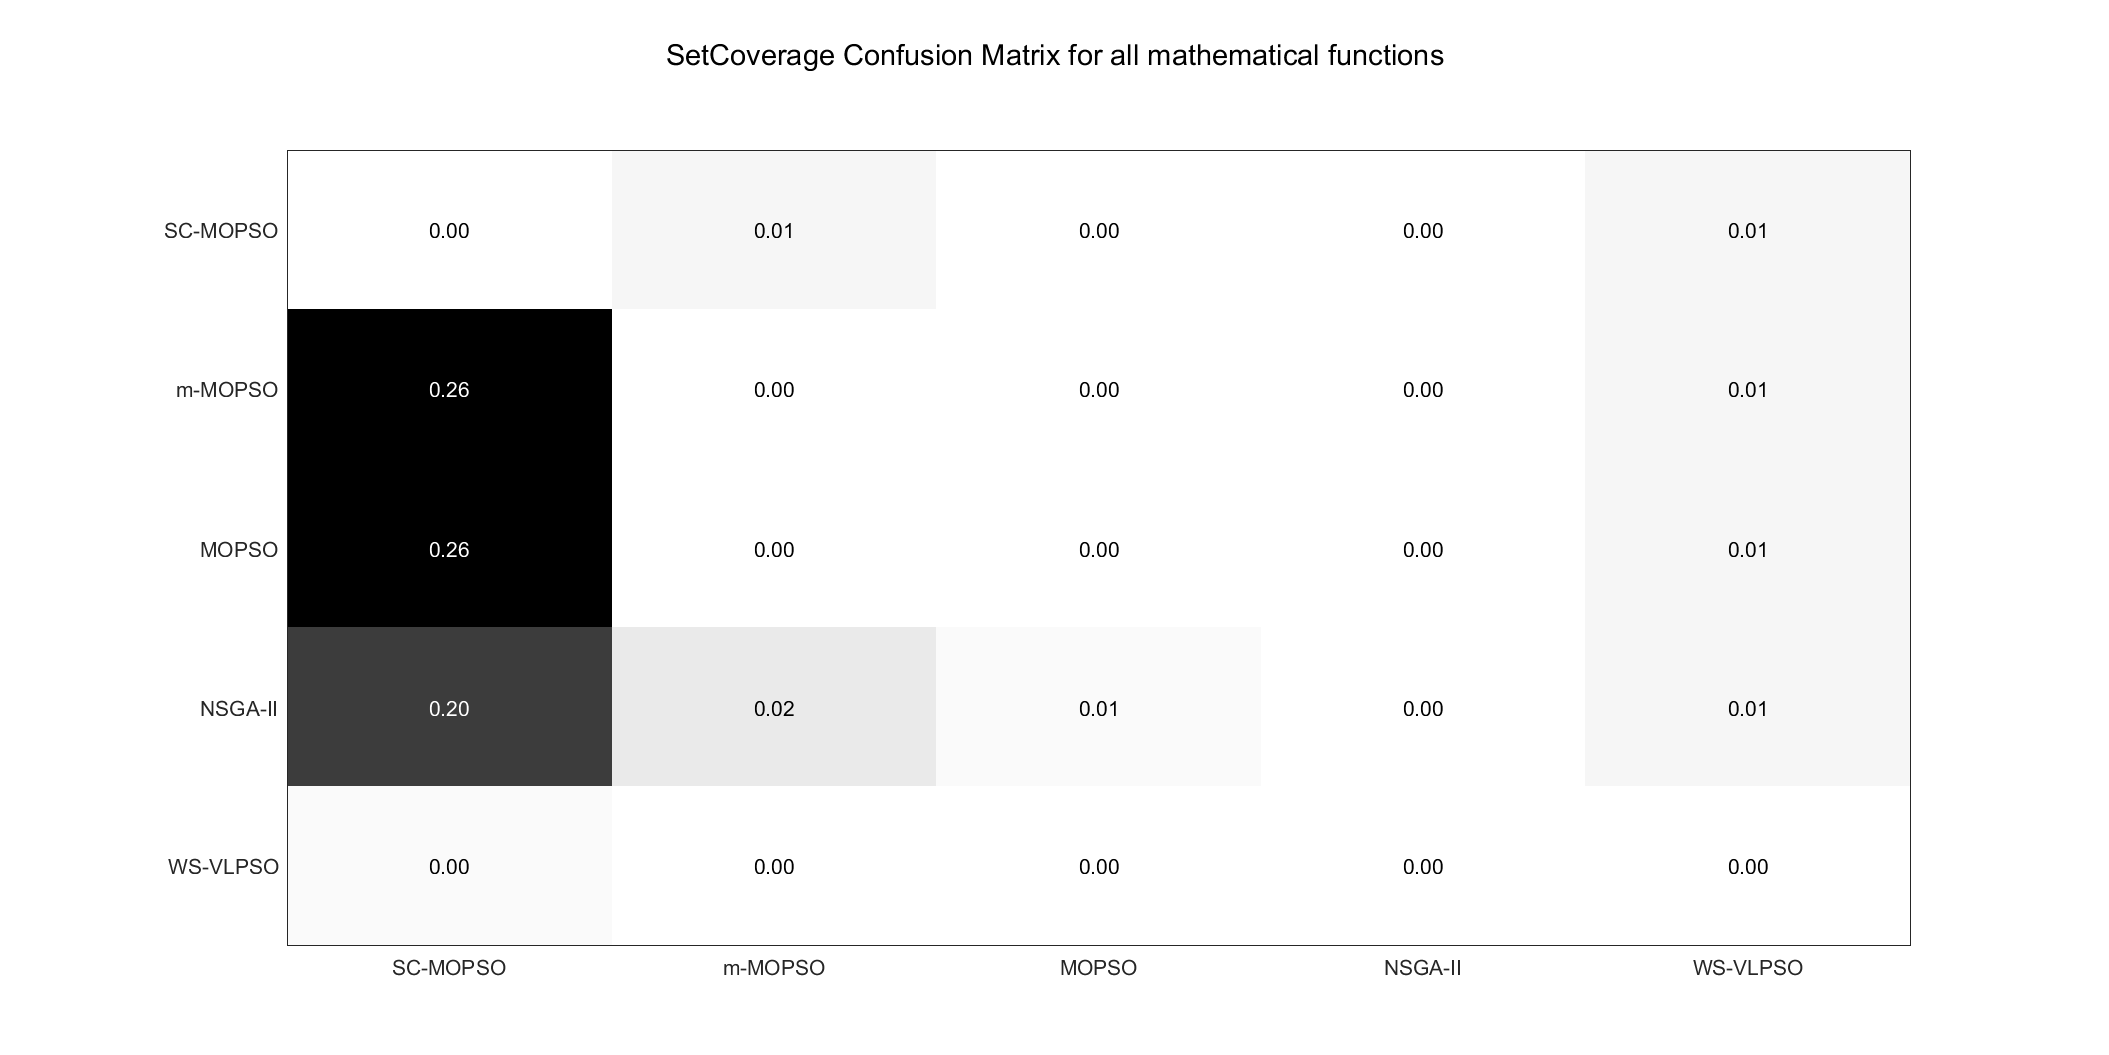 SetCoverage Confusion Matrix for all mathematical functions
SC-MOPSO 0.00 0.01 0.00 0.00 0.01
m-MOPSO 0.26 0.00 0.00 0.00 0.01
MOPSO 0.26 0.00 0.00 0.00 0.01
NSGA-II 0.20 0.02 0.01 0.00 0.01
WS-VLPSO 0.00 0.00 0.00 0.00 0.00
SC-MOPSO m-MOPSO MOPSO NSGA-II WS-VLPSO